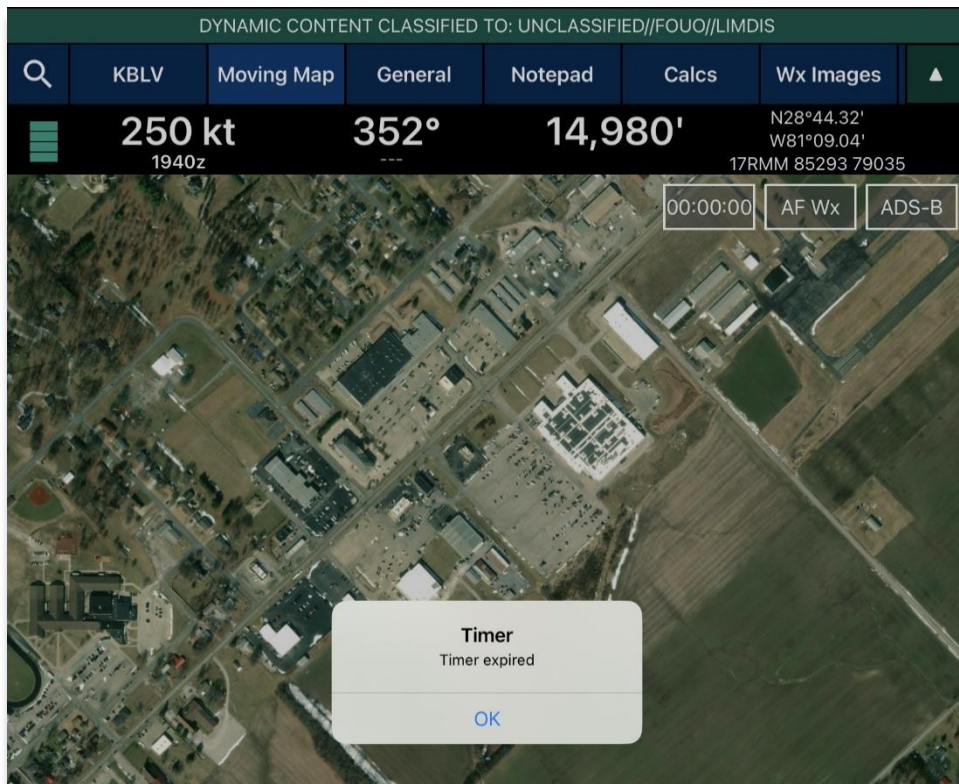 DYNAMIC CONTENT CLASSIFIED TO: UNCLASSIFIED//FOUO//LIMDIS
KBLV Moving Map General Notepad Calcs Wx Images
250 kt 352° 14,980' N28°44.32'
W81°09.04'
1940z --- 17RMM 85293 79035
00:00:00 AF Wx ADS-B
Timer
Timer expired
OK